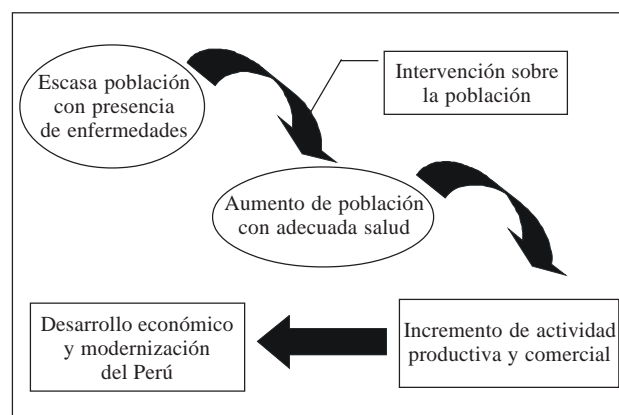 Escasa población
con presencia
de enfermedades
Intervención sobre
la población
Aumento de población
con adecuada salud
Incremento de actividad
productiva y comercial
Desarrollo económico
y modernización
del Perú